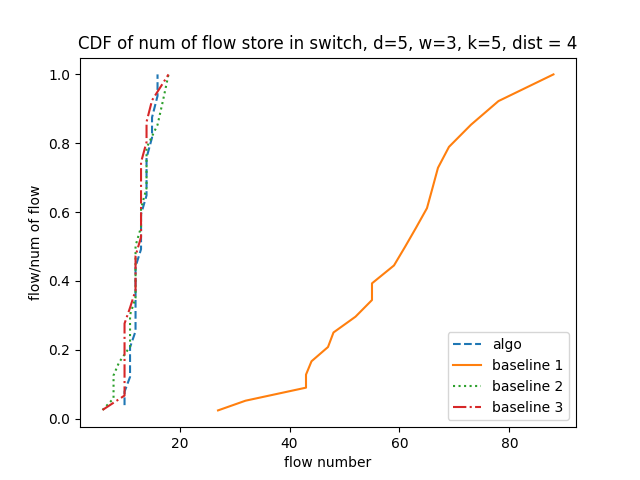 CDF of num of flow store in switch, d=5, w=3, k=5, dist = 4
1.0
0.8
0.6
0.4
0.2
0.0
flow/num of flow
20
40
60
80
flow number
algo
baseline 1
baseline 2
baseline 3